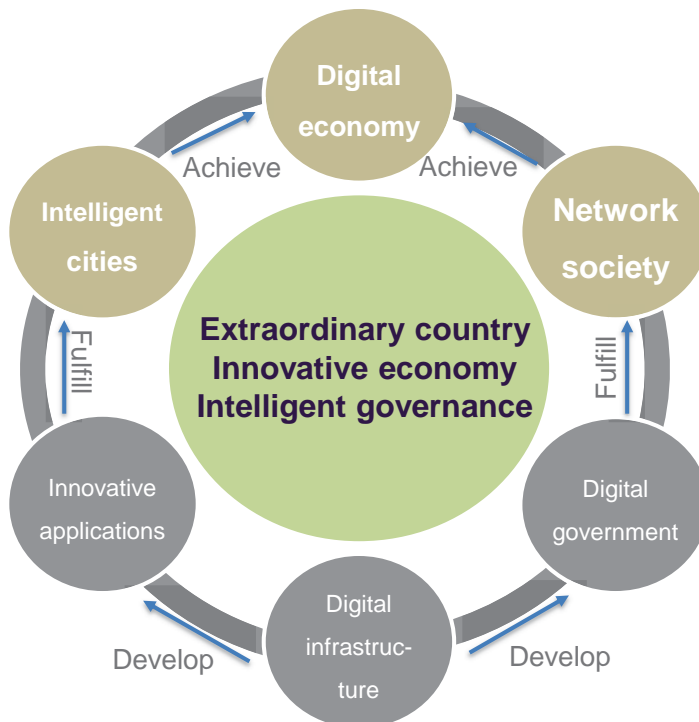 Digital
economy
Achieve
Achieve
Intelligent
cities
Network
society
Extraordinary country
Innovative economy
Intelligent governance
Fulfill
Fulfill
Innovative
applications
Digital
government
Digital
infrastruc-
ture
Develop
Develop